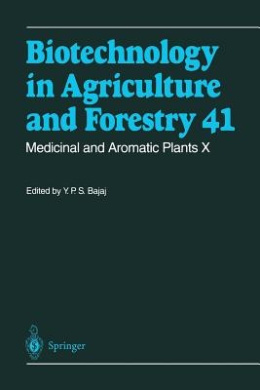 Biotechnology
in Agriculture
and Forestry 41
Medicinal and Aromatic Plants X
Edited by Y. P. S. Bajaj
Springer